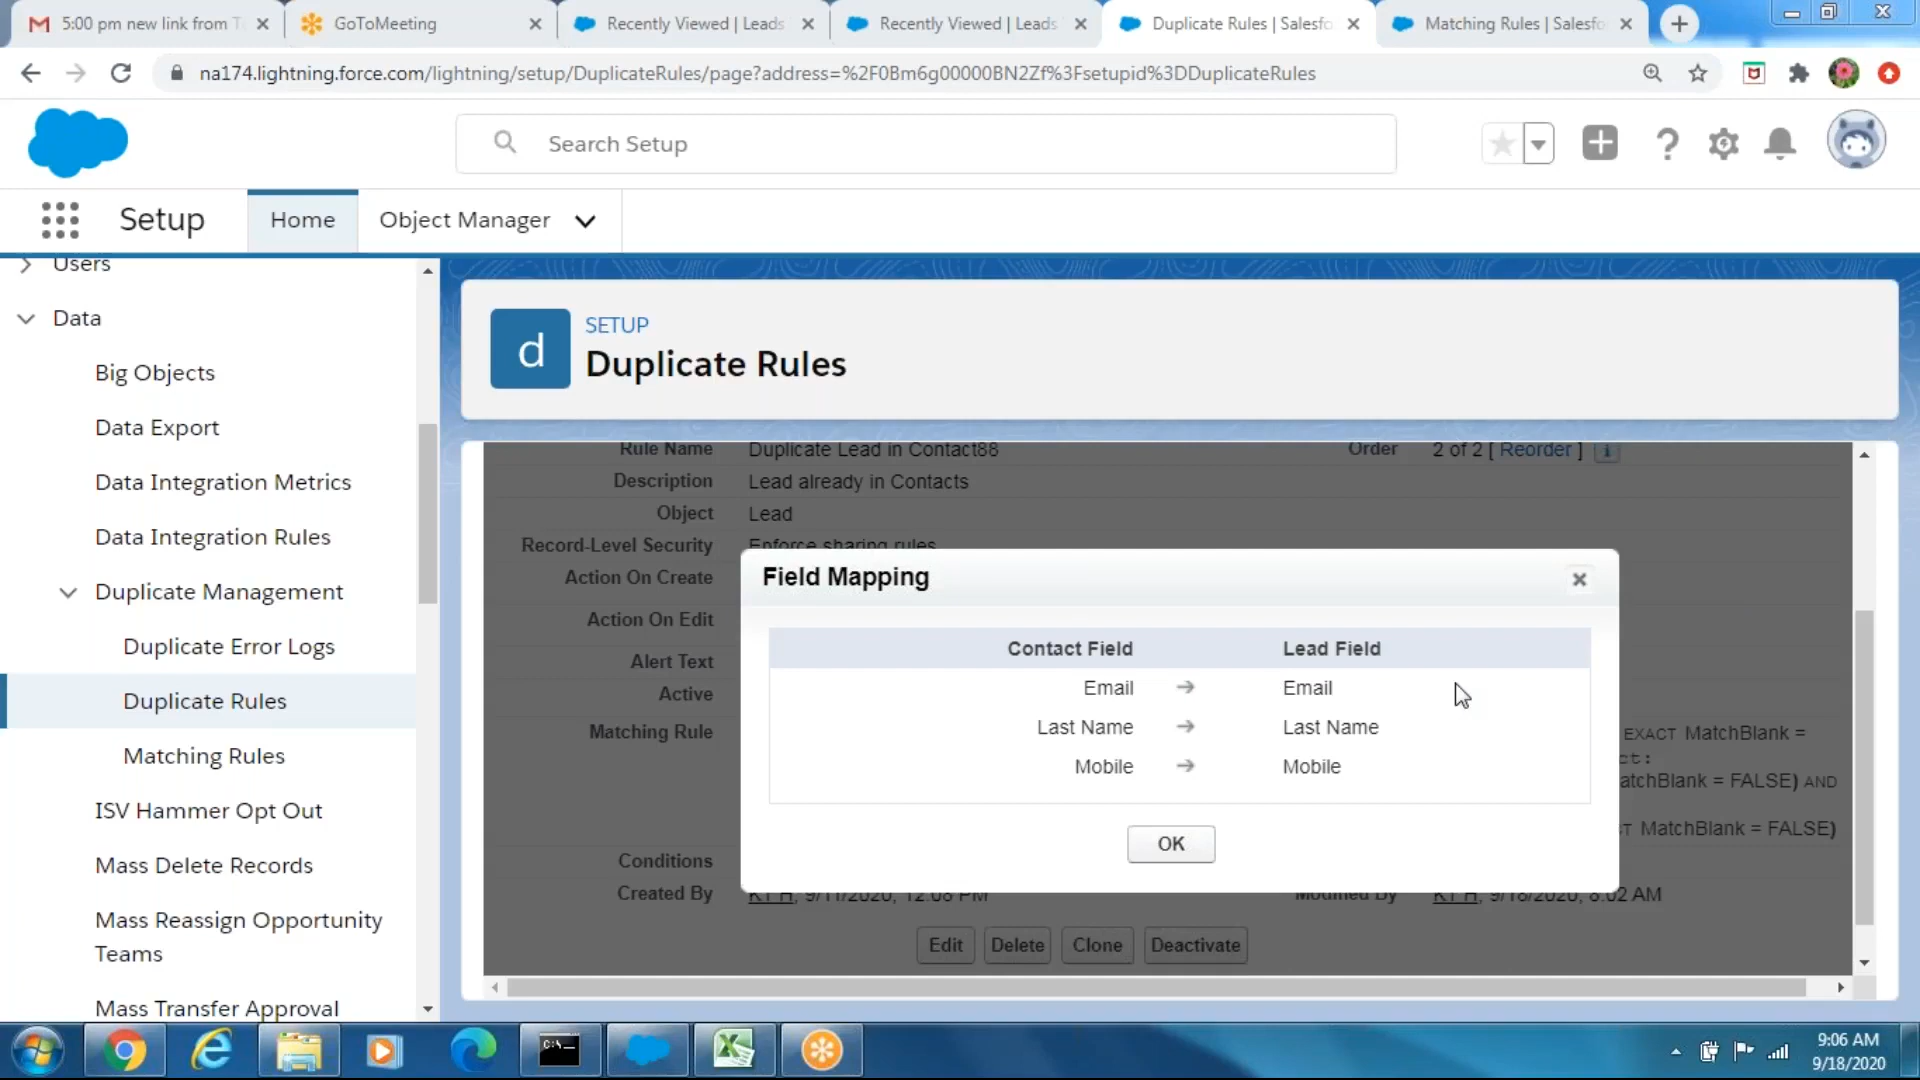 5:00 pm new link from T
GoToMeeting
Recently Viewed | Leads
Recently Viewed | Leads
Duplicate Rules | Salesfo
Matching Rules | Salesfo
na174.lightning.force.com/lightning/setup/DuplicateRules/page?address=%2F0Bm6g00000BN2Zf%3Fsetupid%3DDuplicateRules
Search Setup
Setup
Home
Object Manager
Users
Data
Big Objects
Data Export
Data Integration Metrics
Data Integration Rules
Duplicate Management
Duplicate Error Logs
Duplicate Rules
Matching Rules
ISV Hammer Opt Out
Mass Delete Records
Mass Reassign Opportunity
Teams
Mass Transfer Approval
d
SETUP
Duplicate Rules
Rule Name Duplicate Lead in Contact88 Order 2 of 2 [ Reorder ] i
Description Lead already in Contacts
Object Lead
Record-Level Security Enforce sharing rules
Action On Create
Action On Edit
Alert Text
Active
Matching Rule
EXACT MatchBlank =
ct:
atchBlank = FALSE) AND
CT MatchBlank = FALSE)
Field Mapping
Contact Field Lead Field
Email Email
Last Name Last Name
Mobile Mobile
OK
Conditions
Created By KT H, 9/11/2020, 12:08 PM Modified By KT H, 9/18/2020, 8:02 AM
Edit Delete Clone Deactivate
C:\
9:06 AM
9/18/2020